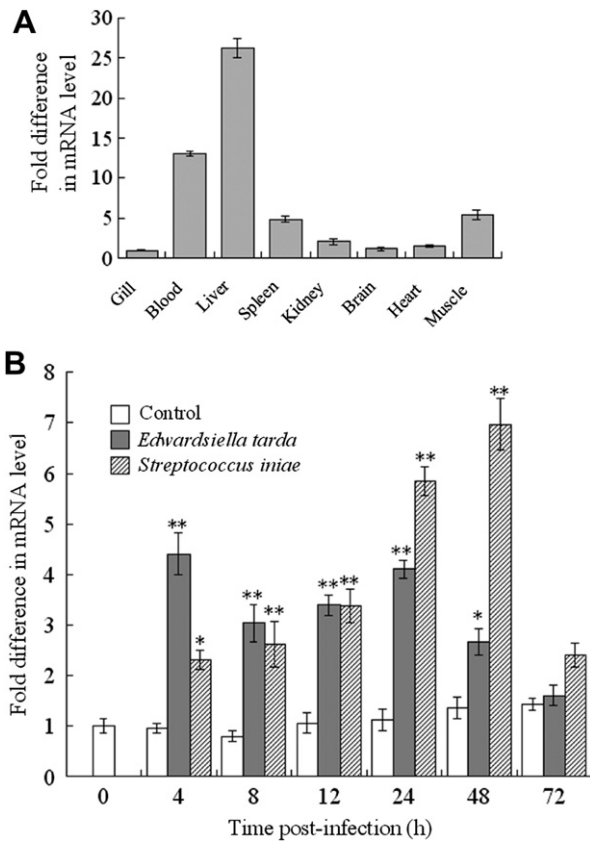 A
Fold difference
in mRNA level
30
25
20
15
10
5
0
Gill
Blood
Liver
Spleen
Kidney
Brain
Heart
Muscle
B
Fold difference in mRNA level
8
7
6
5
4
3
2
1
0
Control
Edwardsiella tarda
Streptococcus iniae
**
*
**
**
**
**
**
**
*
**
0 4 8 12 24 48 72
Time post-infection (h)